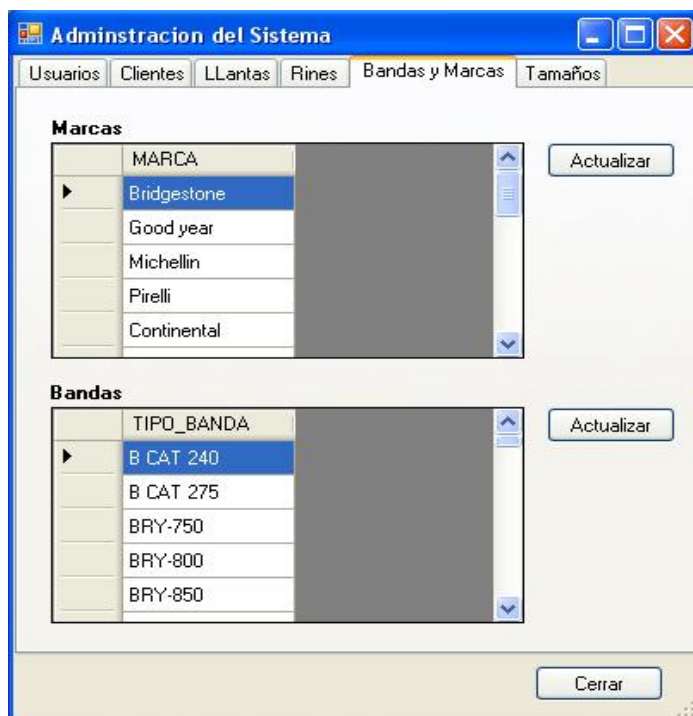 Adminstracion del Sistema
Usuarios Clientes LLantas Rines Bandas y Marcas Tamaños
Marcas
MARCA
Actualizar
Bridgestone
Good year
Michellin
Pirelli
Continental
Bandas
TIPO_BANDA
Actualizar
B CAT 240
B CAT 275
BRY-750
BRY-800
BRY-850
Cerrar